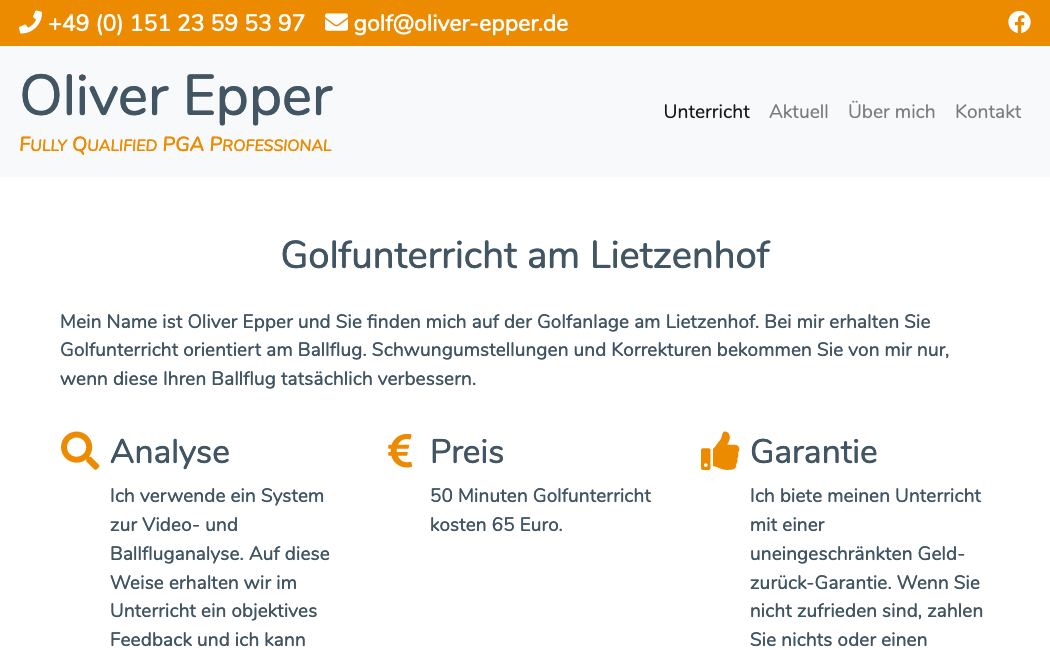 +49 (0) 151 23 59 53 97 golf@oliver-epper.de
Oliver Epper
Fully Qualified PGA Professional
Unterricht Aktuell Über mich Kontakt
Golfunterricht am Lietzenhof
Mein Name ist Oliver Epper und Sie finden mich auf der Golfanlage am Lietzenhof. Bei mir erhalten Sie
Golfunterricht orientiert am Ballflug. Schwungumstellungen und Korrekturen bekommen Sie von mir nur,
wenn diese Ihren Ballflug tatsächlich verbessern.
Analyse
Ich verwende ein System
zur Video- und
Ballfluganalyse. Auf diese
Weise erhalten wir im
Unterricht ein objektives
Feedback und ich kann
€ Preis
50 Minuten Golfunterricht
kosten 65 Euro.
Garantie
Ich biete meinen Unterricht
mit einer
uneingeschränkten Geld-
zurück-Garantie. Wenn Sie
nicht zufrieden sind, zahlen
Sie nichts oder einen